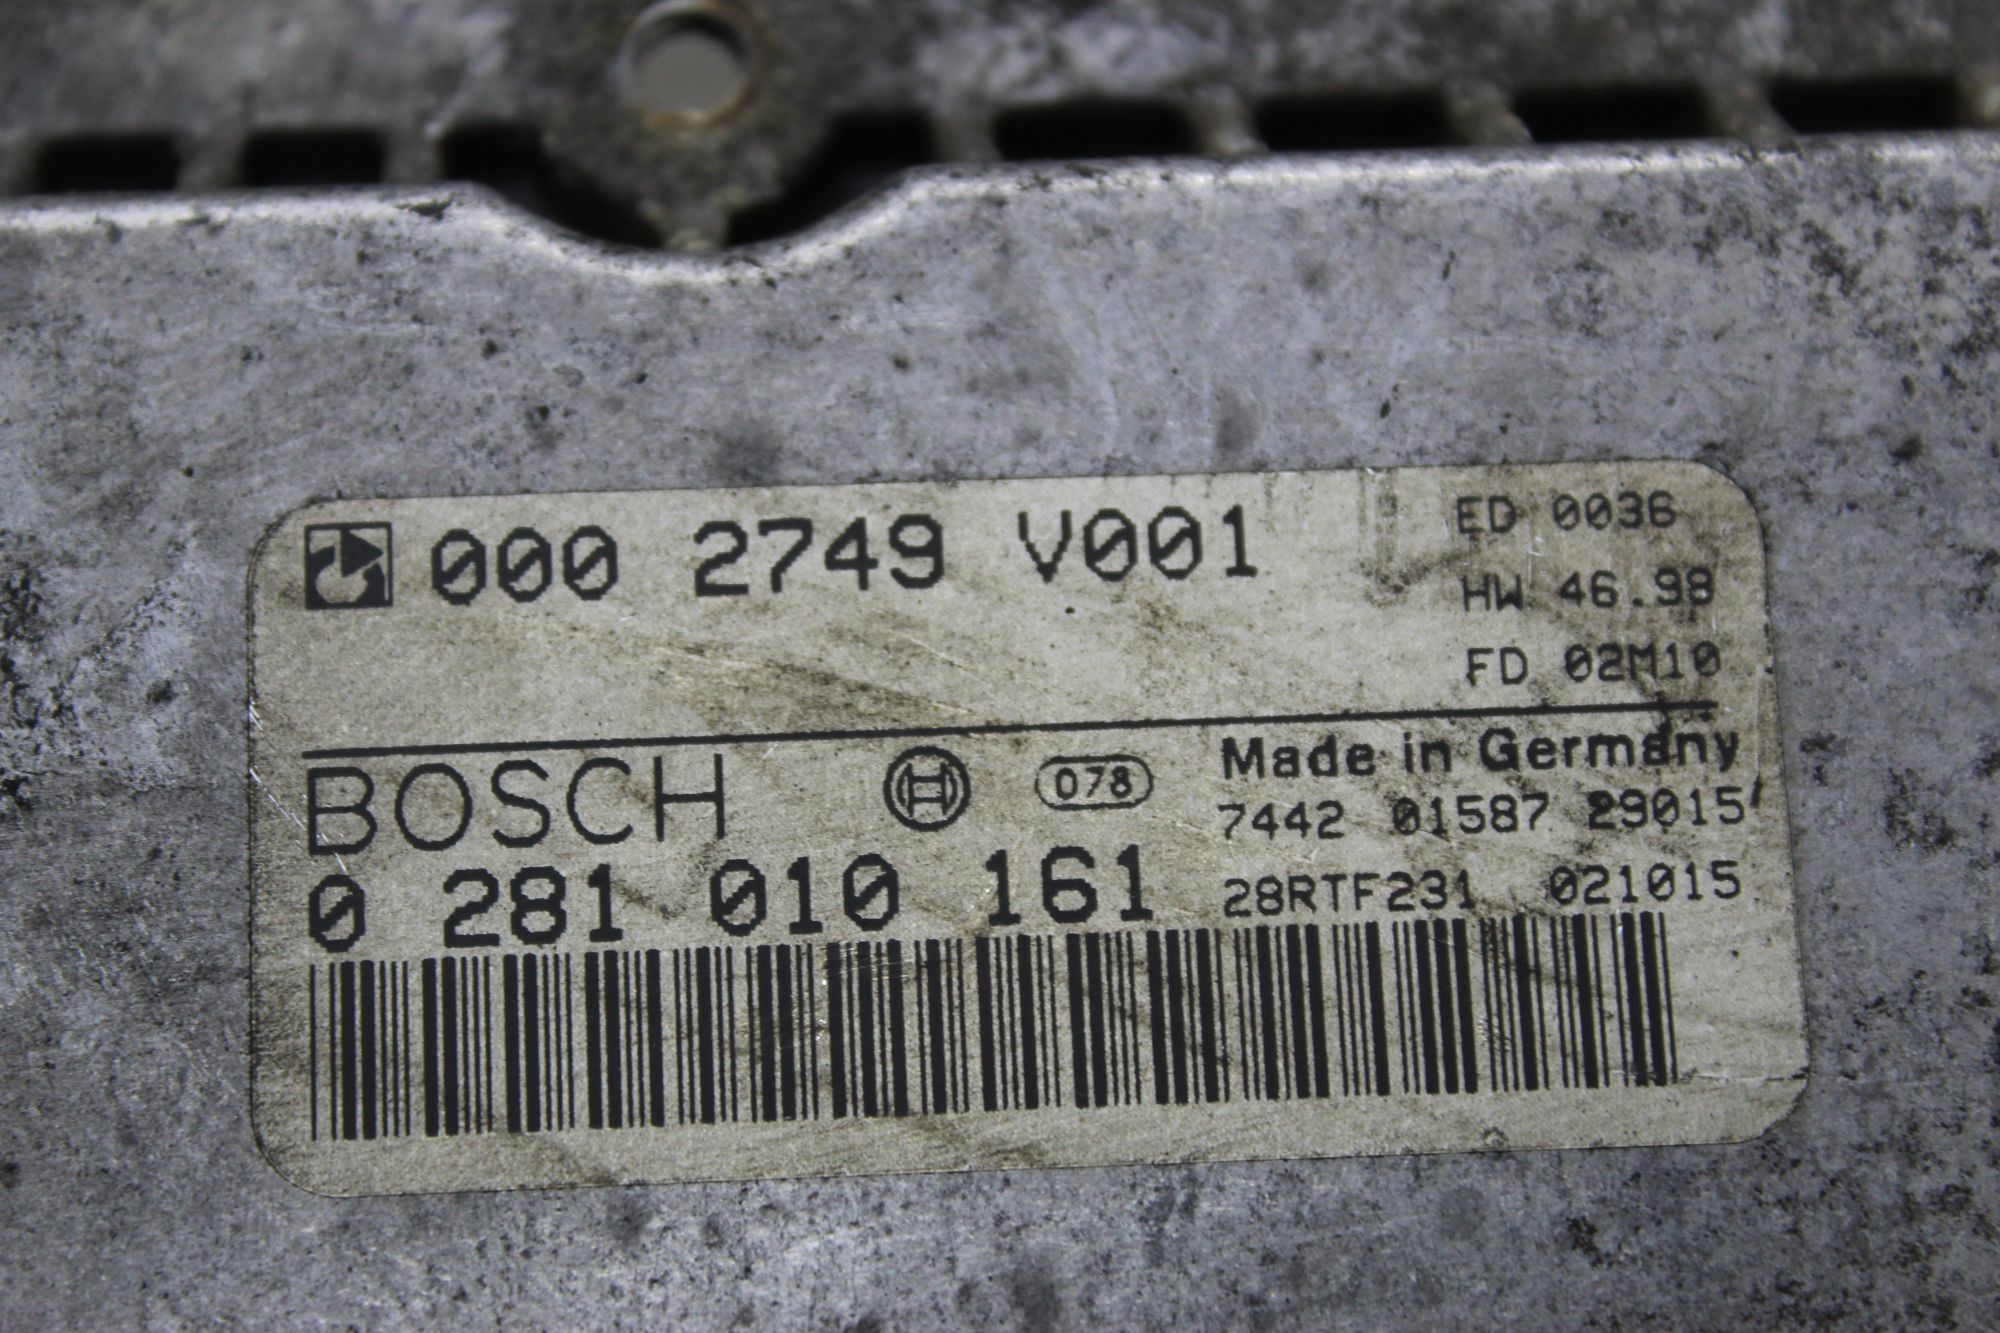 000 2749 V001
ED 0036
HW 46.98
FD 02M10
BOSCH
078
Made in Germany
7442 01587 29015
0 281 010 161
28RTF231 021015